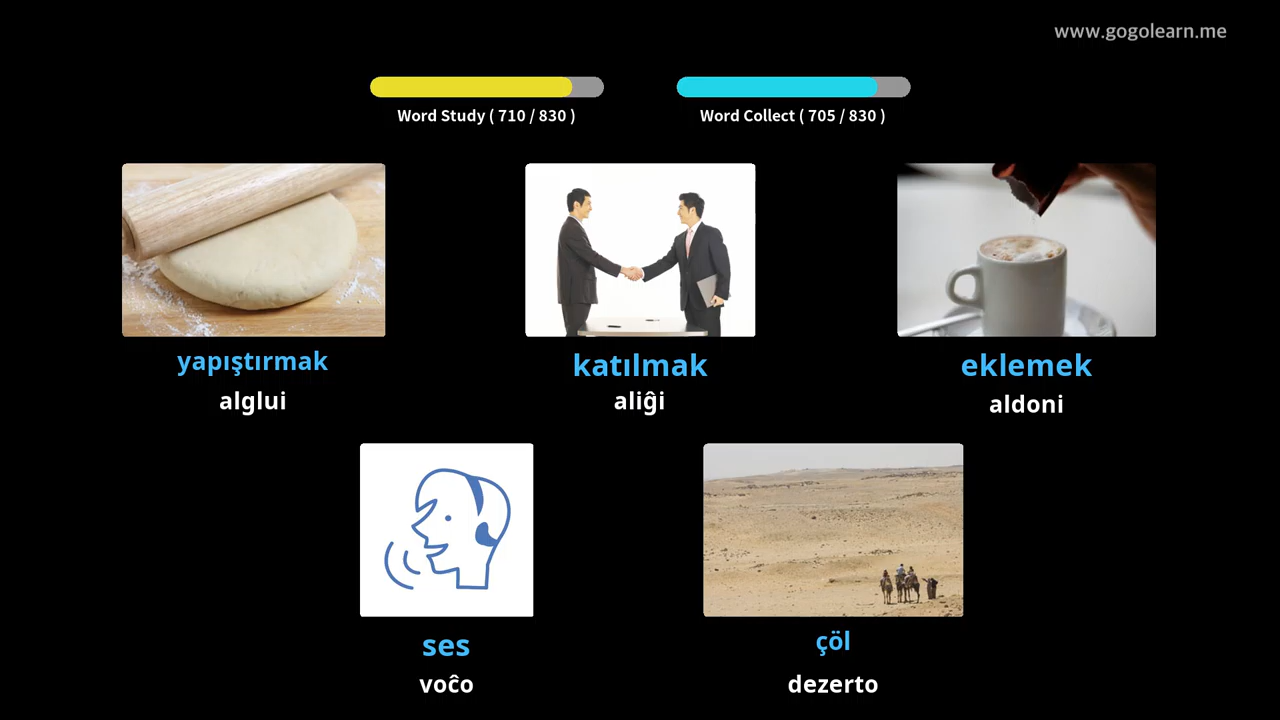 www.gogolearn.me
Word Study ( 710 / 830 )
Word Collect ( 705 / 830 )
yapıştırmak
alglui
katılmak
aliĝi
eklemek
aldoni
ses
voĉo
çöl
dezerto